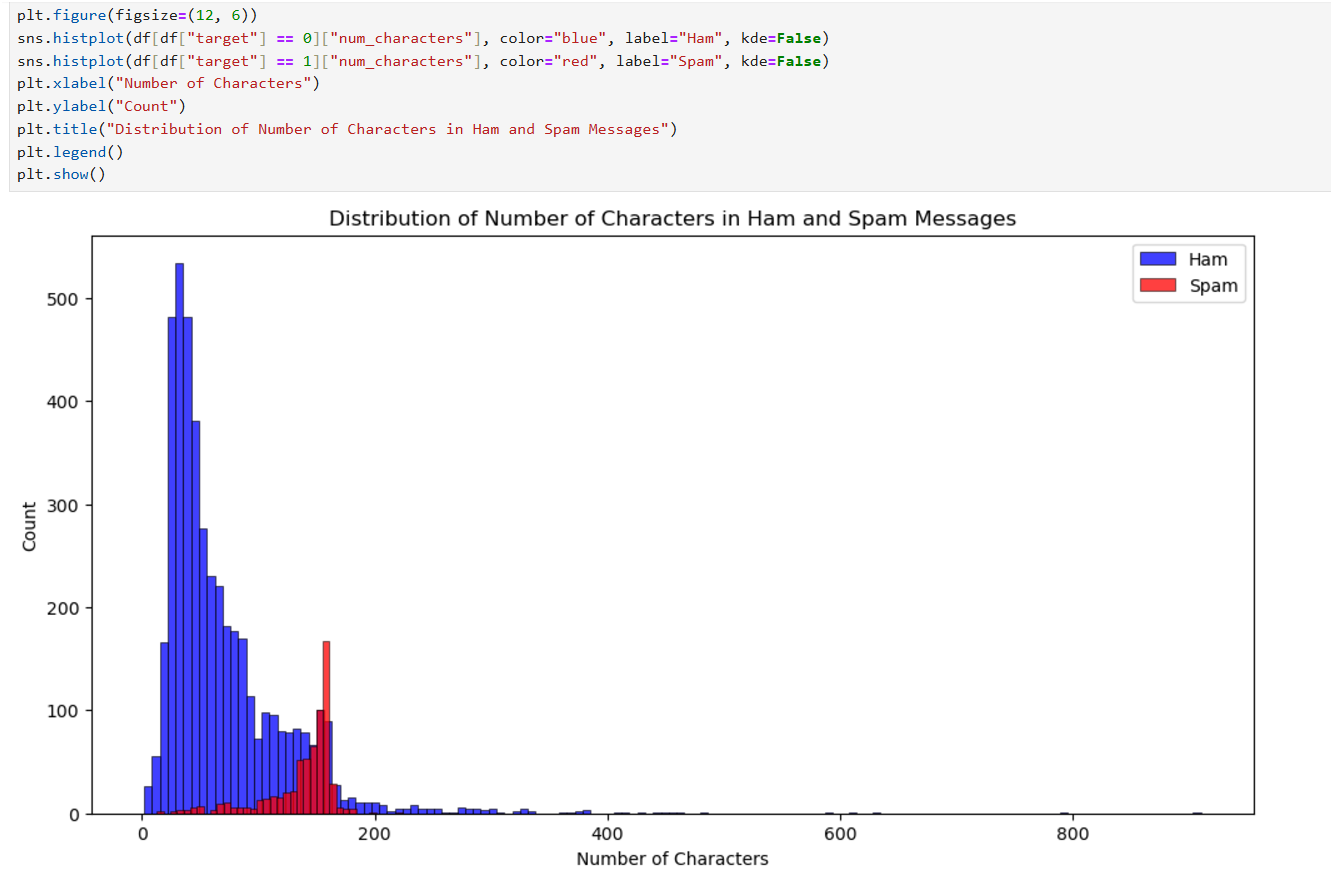 plt.figure(figsize=(12, 6))
sns.histplot(df[df["target"] == 0]["num_characters"], color="blue", label="Ham", kde=False)
sns.histplot(df[df["target"] == 1]["num_characters"], color="red", label="Spam", kde=False)
plt.xlabel("Number of Characters")
plt.ylabel("Count")
plt.title("Distribution of Number of Characters in Ham and Spam Messages")
plt.legend()
plt.show()
Distribution of Number of Characters in Ham and Spam Messages
Ham
Spam
500
400
300
200
100
0
Count
0 200 400 600 800
Number of Characters